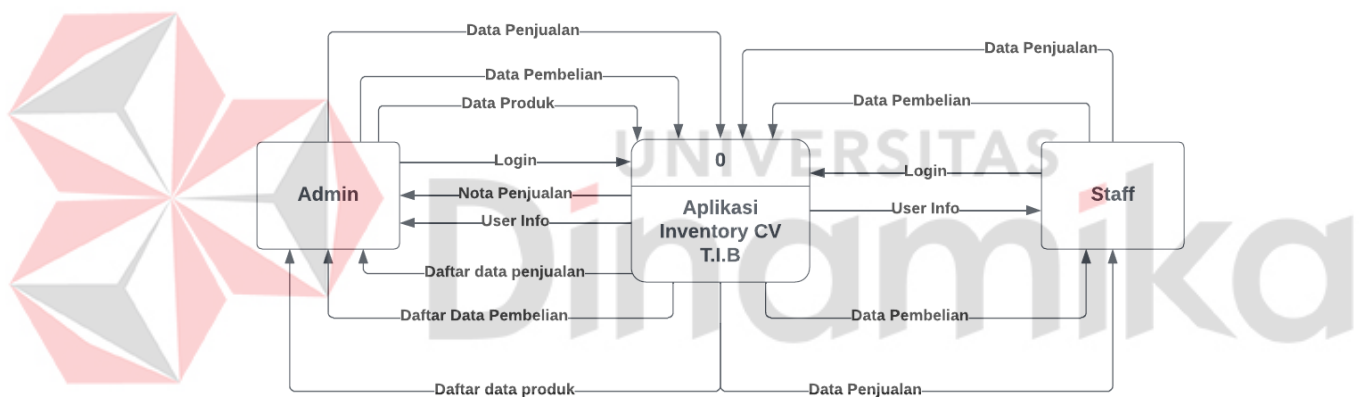 Data Penjualan
Data Penjualan
Data Pembelian
Data Produk
Data Pembelian
UNIVERSITAS
Dinamika
0
Login
Login
Admin
Nota Penjualan
Staff
Aplikasi
Inventory CV
T.I.B
User Info
User Info
Daftar data penjualan
Daftar Data Pembelian
Data Pembelian
Daftar data produk
Data Penjualan